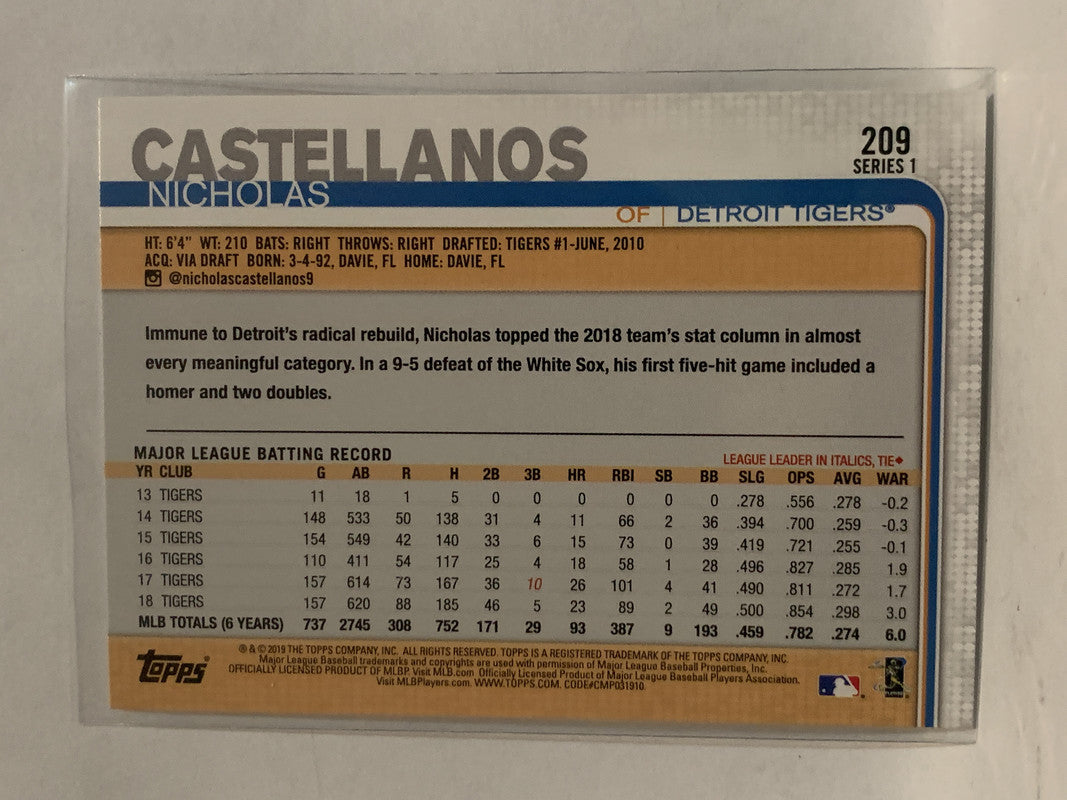 CASTELLANOS
NICHOLAS
209
SERIES 1
OF | DETROIT TIGERS®
HT: 6'4" WT: 210 BATS: RIGHT THROWS: RIGHT DRAFTED: TIGERS #1-JUNE, 2010
ACQ: VIA DRAFT BORN: 3-4-92, DAVIE, FL HOME: DAVIE, FL
@nicholascastellanos9
Immune to Detroit's radical rebuild, Nicholas topped the 2018 team's stat column in almost
every meaningful category. In a 9-5 defeat of the White Sox, his first five-hit game included a
homer and two doubles.
MAJOR LEAGUE BATTING RECORD
LEAGUE LEADER IN ITALICS, TIE♦
YR CLUB G AB R H 2B 3B HR RBI SB BB SLG OPS AVG WAR
13 TIGERS 11 18 1 5 0 0 0 0 0 0 .278 .556 .278 -0.2
14 TIGERS 148 533 50 138 31 4 11 66 2 36 .394 .700 .259 -0.3
15 TIGERS 154 549 42 140 33 6 15 73 0 39 .419 .721 .255 -0.1
16 TIGERS 110 411 54 117 25 4 18 58 1 28 .496 .827 .285 1.9
17 TIGERS 157 614 73 167 36 10 26 101 4 41 .490 .811 .272 1.7
18 TIGERS 157 620 88 185 46 5 23 89 2 49 .500 .854 .298 3.0
MLB TOTALS (6 YEARS) 737 2745 308 752 171 29 93 387 9 193 .459 .782 .274 6.0
topps®
® & © 2019 THE TOPPS COMPANY, INC. ALL RIGHTS RESERVED. TOPPS IS A REGISTERED TRADEMARK OF THE TOPPS COMPANY, INC.
Major League Baseball trademarks and copyrights are used with permission of Major League Baseball Properties, Inc.
OFFICIALLY LICENSED PRODUCT OF MLBP. Visit MLB.com Officially Licensed Product of Major League Baseball Players Association.
Visit MLBPlayers.com. WWW.TOPPS.COM. CODE#CMP031910.